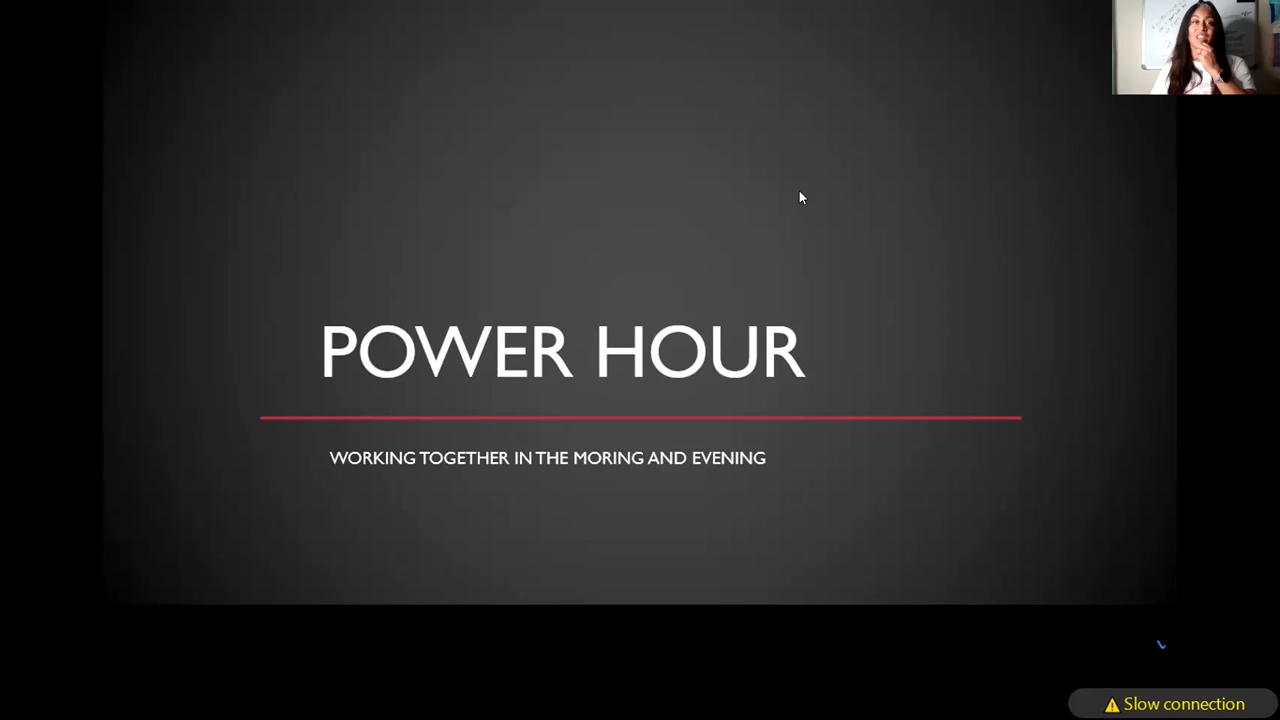 POWER HOUR
WORKING TOGETHER IN THE MORING AND EVENING
Slow connection